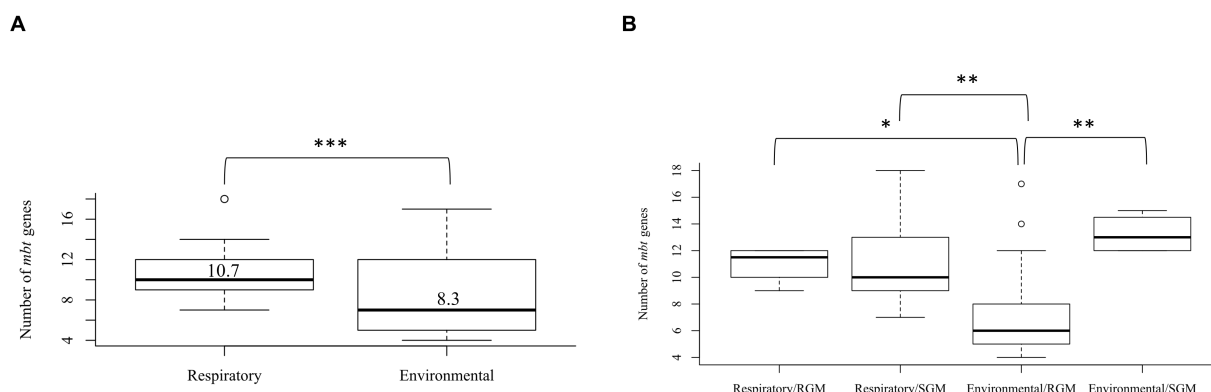 A
B
***
**
*
**
Number of mbt genes
4
8
12
16
10.7
8.3
Respiratory
Environmental
Number of mbt genes
4
6
8
10
12
14
16
18
Respiratory/RGM
Respiratory/SGM
Environmental/RGM
Environmental/SGM